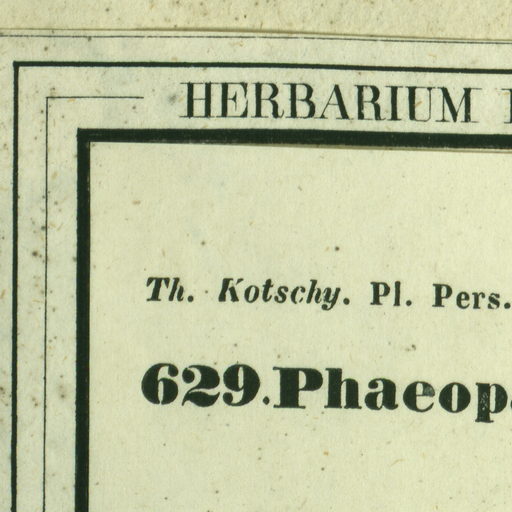 HERBARIUM
Th. Kotschy. Pl. Pers.
629. Phaeop